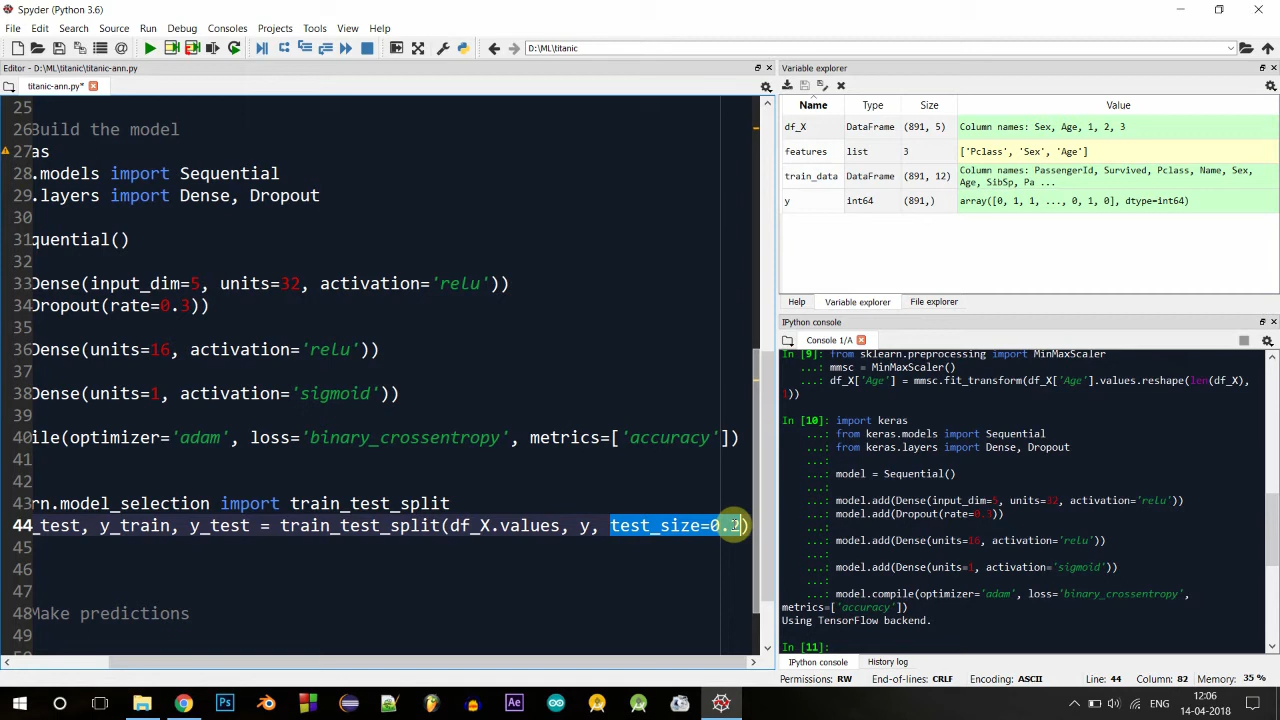 Spyder (Python 3.6)
File Edit Search Source Run Debug Consoles Projects Tools View Help
D:\ML\titanic
Editor - D:\ML\titanic\titanic-ann.py
titanic-ann.py*
25
26 Build the model
27 as
28 .models import Sequential
29 .layers import Dense, Dropout
30
31 quential()
32
33 Dense(input_dim=5, units=32, activation='relu'))
34 Dropout(rate=0.3))
35
36 Dense(units=16, activation='relu'))
37
38 Dense(units=1, activation='sigmoid'))
39
40 ile(optimizer='adam', loss='binary_crossentropy', metrics=['accuracy'])
41
42
43 rn.model_selection import train_test_split
44 _test, y_train, y_test = train_test_split(df_X.values, y, test_size=0.2)
45
46
47
48 Make predictions
49
Variable explorer
Name Type Size Value
df_X DataFrame (891, 5) Column names: Sex, Age, 1, 2, 3
features list 3 ['Pclass', 'Sex', 'Age']
train_data DataFrame (891, 12) Column names: PassengerId, Survived, Pclass, Name, Sex,
Age, SibSp, Pa ...
y int64 (891,) array([0, 1, 1, ..., 0, 1, 0], dtype=int64)
Help Variable explorer File explorer
IPython console
Console 1/A
In [9]: from sklearn.preprocessing import MinMaxScaler
...: mmsc = MinMaxScaler()
...: df_X['Age'] = mmsc.fit_transform(df_X['Age'].values.reshape(len(df_X),
1))
In [10]: import keras
...: from keras.models import Sequential
...: from keras.layers import Dense, Dropout
...:
...: model = Sequential()
...:
...: model.add(Dense(input_dim=5, units=32, activation='relu'))
...: model.add(Dropout(rate=0.3))
...:
...: model.add(Dense(units=16, activation='relu'))
...:
...: model.add(Dense(units=1, activation='sigmoid'))
...:
...: model.compile(optimizer='adam', loss='binary_crossentropy',
metrics=['accuracy'])
Using TensorFlow backend.
In [11]:
IPython console History log
Permissions: RW End-of-lines: CRLF Encoding: ASCII Line: 44 Column: 82 Memory: 35 %
ENG 12:06
14-04-2018